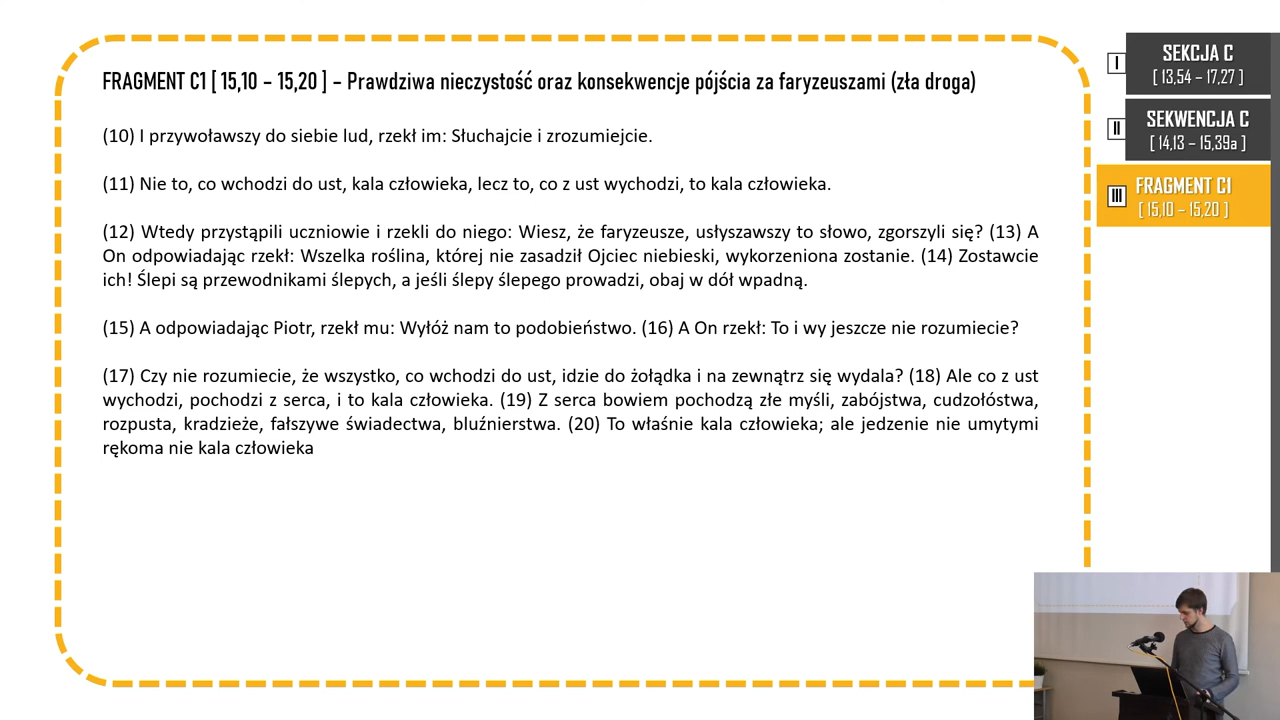 FRAGMENT C1 [ 15,10 – 15,20 ] – Prawdziwa nieczystość oraz konsekwencje pójścia za faryzeuszami (zła droga)
(10) I przywoławszy do siebie lud, rzekł im: Słuchajcie i zrozumiejcie.
(11) Nie to, co wchodzi do ust, kala człowieka, lecz to, co z ust wychodzi, to kala człowieka.
(12) Wtedy przystąpili uczniowie i rzekli do niego: Wiesz, że faryzeusze, usłyszawszy to słowo, zgorszyli się? (13) A
On odpowiadając rzekł: Wszelka roślina, której nie zasadził Ojciec niebieski, wykorzeniona zostanie. (14) Zostawcie
ich! Ślepi są przewodnikami ślepych, a jeśli ślepy ślepego prowadzi, obaj w dół wpadną.
(15) A odpowiadając Piotr, rzekł mu: Wyłóż nam to podobieństwo. (16) A On rzekł: To i wy jeszcze nie rozumiecie?
(17) Czy nie rozumiecie, że wszystko, co wchodzi do ust, idzie do żołądka i na zewnątrz się wydala? (18) Ale co z ust
wychodzi, pochodzi z serca, i to kala człowieka. (19) Z serca bowiem pochodzą złe myśli, zabójstwa, cudzołóstwa,
rozpusta, kradzieże, fałszywe świadectwa, bluźnierstwa. (20) To właśnie kala człowieka; ale jedzenie nie umytymi
rękoma nie kala człowieka
I
SEKCJA C
[ 13,54 – 17,27 ]
II
SEKWENCJA C
[ 14,13 – 15,39a ]
III
FRAGMENT C1
[ 15,10 – 15,20 ]